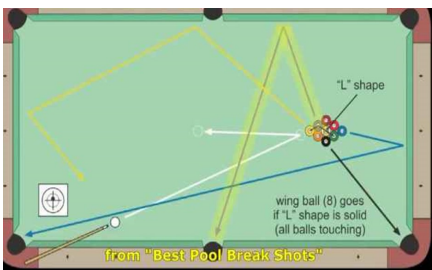 “L” shape
wing ball (8) goes
if “L” shape is solid
(all balls touching)
from "Best Pool Break Shots"